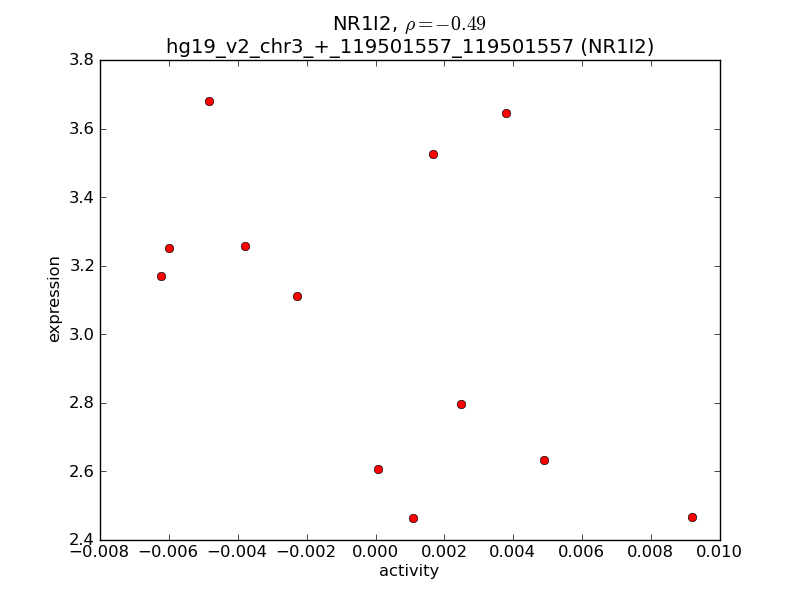 NR1I2, ρ=−0.49
hg19_v2_chr3_+_119501557_119501557 (NR1I2)
3.8
3.6
3.4
3.2
3.0
2.8
2.6
2.4
expression
−0.008 −0.006 −0.004 −0.002 0.000 0.002 0.004 0.006 0.008 0.010
activity